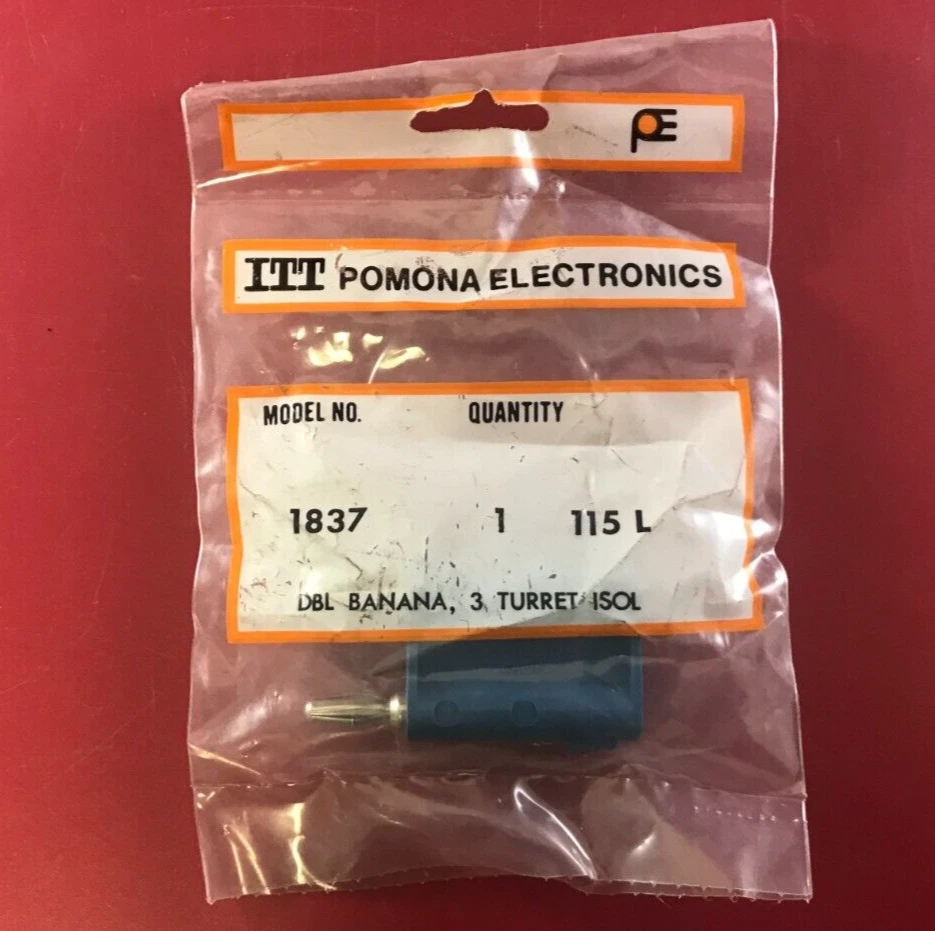 PE
ITT POMONA ELECTRONICS
MODEL NO. QUANTITY
1837 1 115 L
DBL BANANA, 3 TURRET ISOL